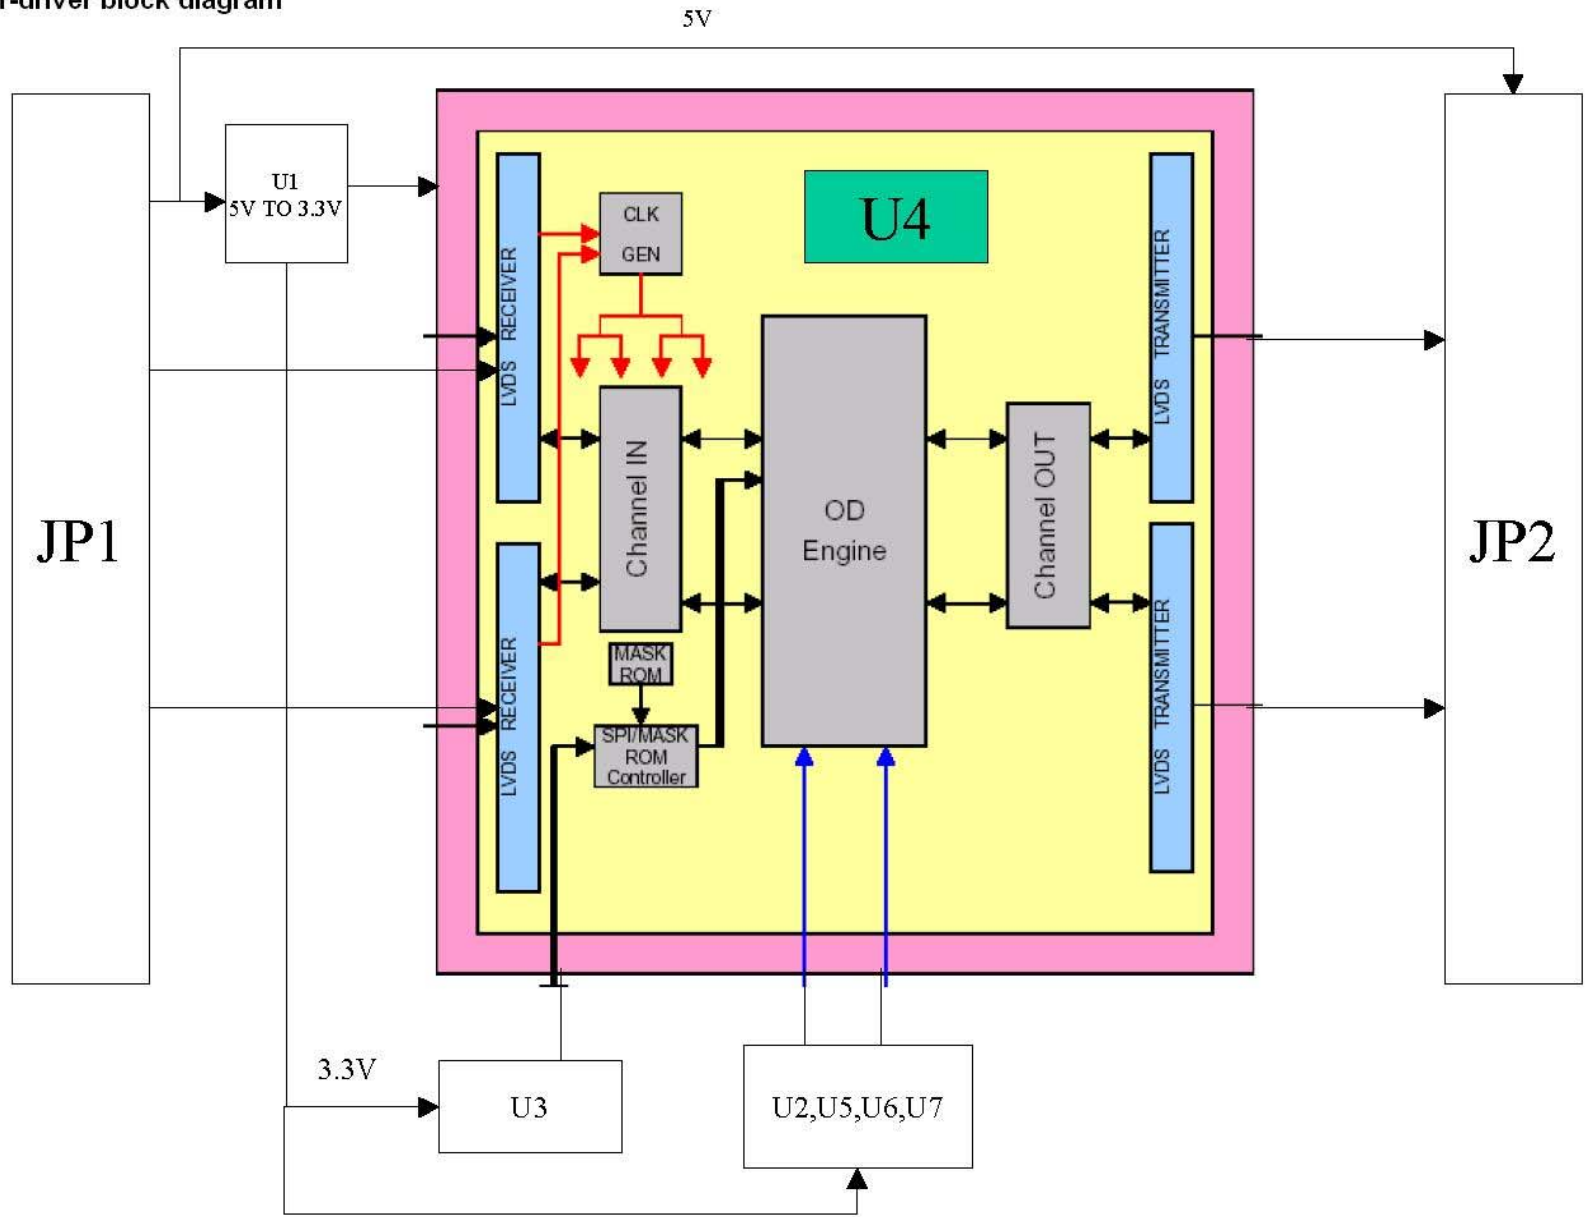 block diagram
5V
U1
5V TO 3.3V
CLK
GEN
U4
LVDS RECEIVER
LVDS TRANSMITTER
JP1
Channel IN
OD
Engine
Channel OUT
JP2
MASK
ROM
SPI/MASK
ROM
Controller
LVDS RECEIVER
LVDS TRANSMITTER
3.3V
U3
U2,U5,U6,U7